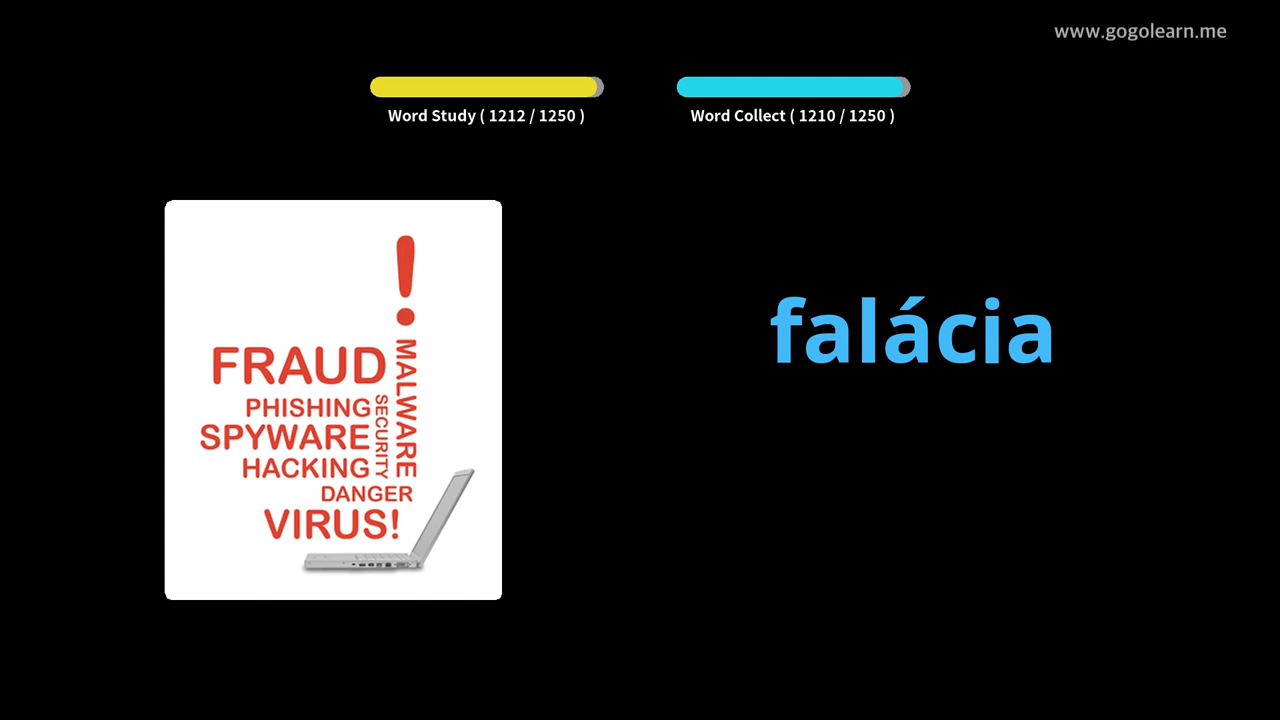 www.gogolearn.me
Word Study ( 1212 / 1250 )
Word Collect ( 1210 / 1250 )
!
FRAUD
MALWARE
PHISHING
SECURITY
SPYWARE
HACKING
DANGER
VIRUS!
falácia